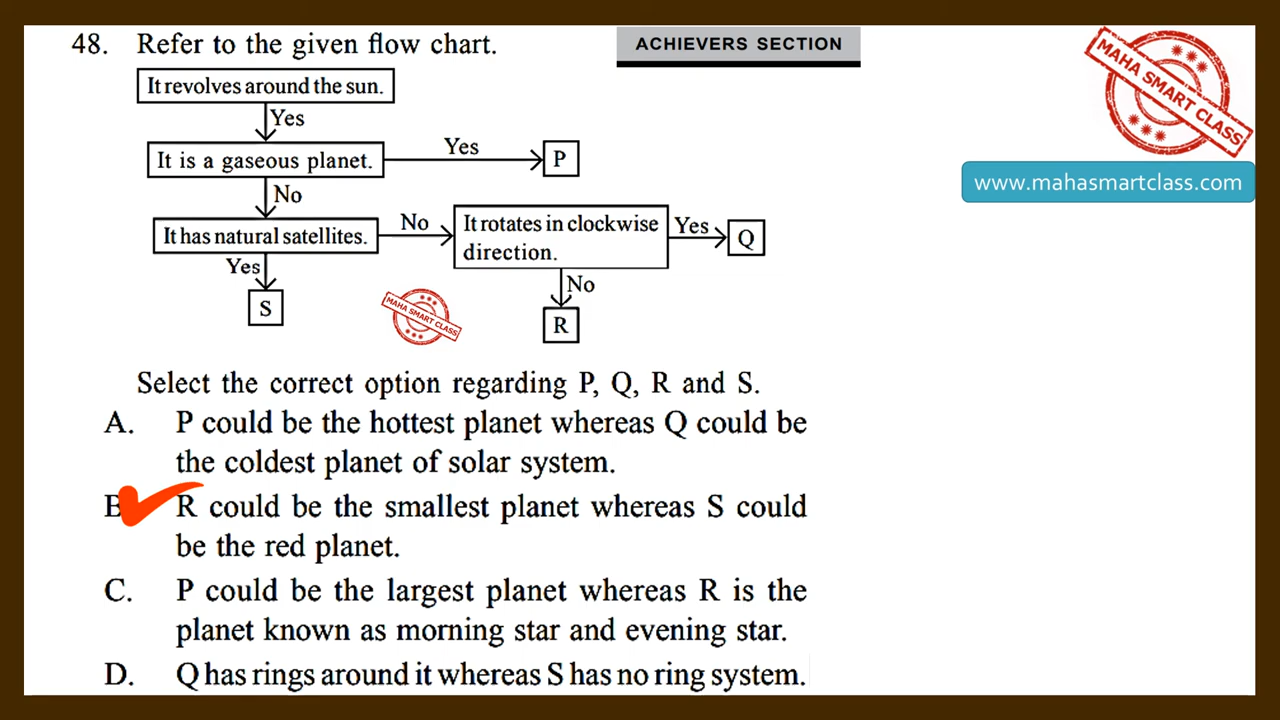 48. Refer to the given flow chart.
ACHIEVERS SECTION
MAHA SMART CLASS
www.mahasmartclass.com
It revolves around the sun.
Yes
It is a gaseous planet.
Yes
P
No
It has natural satellites.
No
It rotates in clockwise
direction.
Yes
Q
Yes
S
No
R
MAHA SMART CLASS
Select the correct option regarding P, Q, R and S.
A. P could be the hottest planet whereas Q could be
the coldest planet of solar system.
B R could be the smallest planet whereas S could
be the red planet.
C. P could be the largest planet whereas R is the
planet known as morning star and evening star.
D. Q has rings around it whereas S has no ring system.